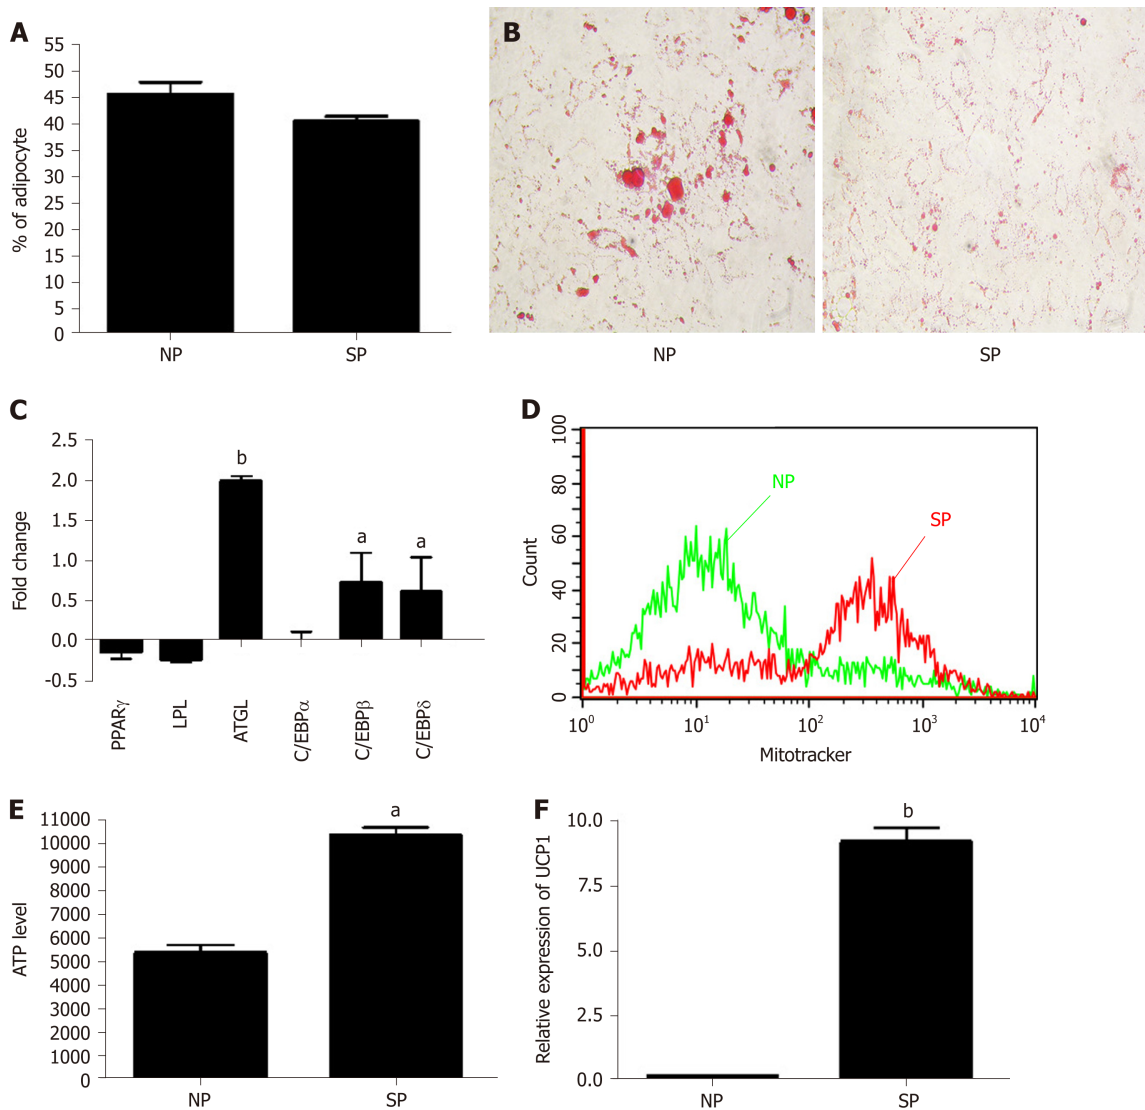 A
55
50
45
40
35
30
25
20
15
10
5
0
% of adipocyte
NP
SP
B
NP
SP
C
2.5
2.0
1.5
1.0
0.5
0.0
-0.5
Fold change
b
a
a
PPARγ
LPL
ATGL
C/EBPα
C/EBPβ
C/EBPδ
D
100
80
60
40
20
0
Count
NP
SP
10⁰
10¹
10²
10³
10⁴
Mitotracker
E
11000
10000
9000
8000
7000
6000
5000
4000
3000
2000
1000
0
ATP level
a
NP
SP
F
10.0
7.5
5.0
2.5
0.0
Relative expression of UCP1
b
NP
SP